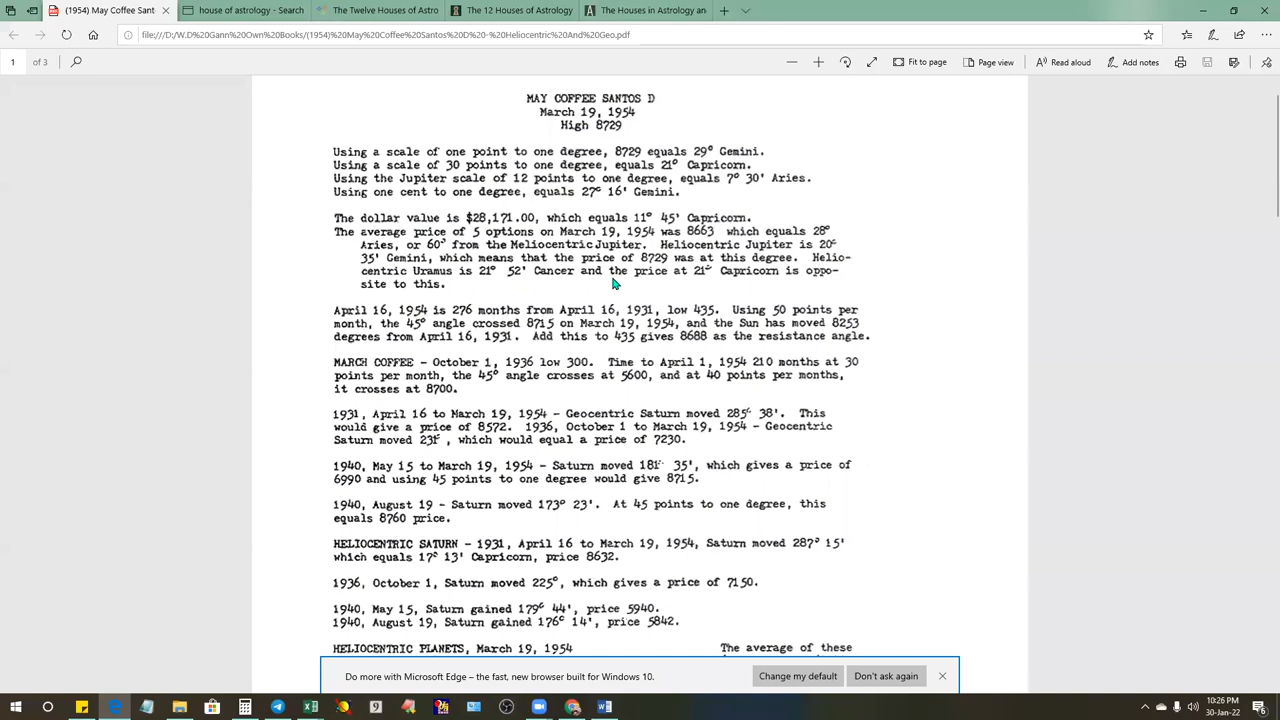 (1954) May Coffee Sant
house of astrology - Search
The Twelve Houses of Astro
The 12 Houses of Astrology
The Houses in Astrology an
file:///D:/W.D%20Gann%20Own%20Books/(1954)%20May%20Coffee%20Santos%20D%20-%20Heliocentric%20And%20Geo.pdf
1 of 3
Fit to page
Page view
Read aloud
Add notes
MAY COFFEE SANTOS D
March 19, 1954
High 8729
Using a scale of one point to one degree, 8729 equals 29° Gemini.
Using a scale of 30 points to one degree, equals 21° Capricorn.
Using the Jupiter scale of 12 points to one degree, equals 7° 30' Aries.
Using one cent to one degree, equals 27° 16' Gemini.
The dollar value is $28,171.00, which equals 11° 45' Capricorn.
The average price of 5 options on March 19, 1954 was 8663 which equals 28°
Aries, or 60° from the Meliocentric Jupiter. Heliocentric Jupiter is 20°
35' Gemini, which means that the price of 8729 was at this degree. Helio-
centric Uramus is 21° 52' Cancer and the price at 21° Capricorn is oppo-
site to this.
April 16, 1954 is 276 months from April 16, 1931, low 435. Using 50 points per
month, the 45° angle crossed 8715 on March 19, 1954, and the Sun has moved 8253
degrees from April 16, 1931. Add this to 435 gives 8688 as the resistance angle.
MARCH COFFEE - October 1, 1936 low 300. Time to April 1, 1954 210 months at 30
points per month, the 45° angle crosses at 5600, and at 40 points per months,
it crosses at 8700.
1931, April 16 to March 19, 1954 - Geocentric Saturn moved 285° 38'. This
would give a price of 8572. 1936, October 1 to March 19, 1954 - Geocentric
Saturn moved 231°, which would equal a price of 7230.
1940, May 15 to March 19, 1954 - Saturn moved 181° 35', which gives a price of
6990 and using 45 points to one degree would give 8715.
1940, August 19 - Saturn moved 173° 23'. At 45 points to one degree, this
equals 8760 price.
HELIOCENTRIC SATURN - 1931, April 16 to March 19, 1954, Saturn moved 287° 15'
which equals 17° 13' Capricorn, price 8632.
1936, October 1, Saturn moved 225°, which gives a price of 7150.
1940, May 15, Saturn gained 179° 44', price 5940.
1940, August 19, Saturn gained 176° 14', price 5842.
HELIOCENTRIC PLANETS, March 19, 1954 The average of these
Do more with Microsoft Edge – the fast, new browser built for Windows 10.
Change my default
Don't ask again
10:26 PM
30-Jan-22